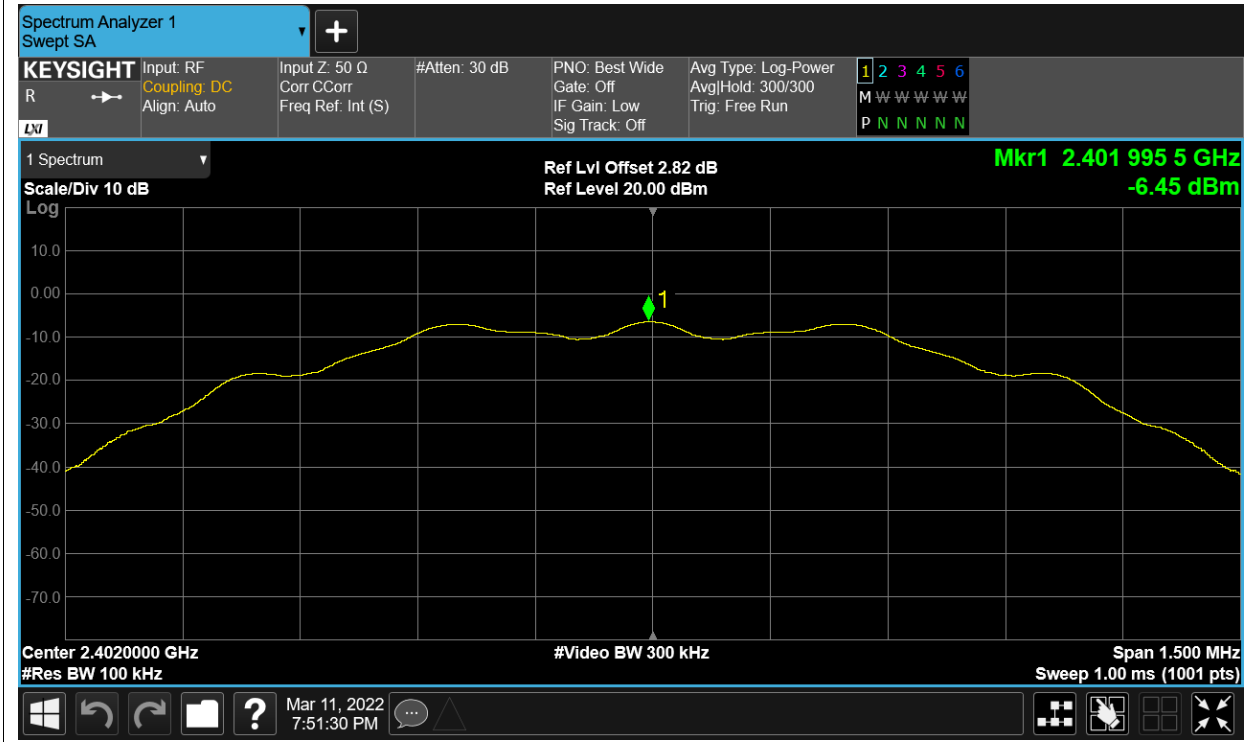 Spectrum Analyzer 1
Swept SA
KEYSIGHT
R
LXI
Input: RF
Coupling: DC
Align: Auto
Input Z: 50 Ω
Corr CCorr
Freq Ref: Int (S)
#Atten: 30 dB
PNO: Best Wide
Gate: Off
IF Gain: Low
Sig Track: Off
Avg Type: Log-Power
Avg|Hold: 300/300
Trig: Free Run
1 2 3 4 5 6
M W W W W W
P N N N N N
1 Spectrum
Scale/Div 10 dB
Log
Ref Lvl Offset 2.82 dB
Ref Level 20.00 dBm
Mkr1 2.401 995 5 GHz
-6.45 dBm
10.0
0.00
1
-10.0
-20.0
-30.0
-40.0
-50.0
-60.0
-70.0
Center 2.4020000 GHz
#Video BW 300 kHz
Span 1.500 MHz
#Res BW 100 kHz
Sweep 1.00 ms (1001 pts)
?
Mar 11, 2022
7:51:30 PM